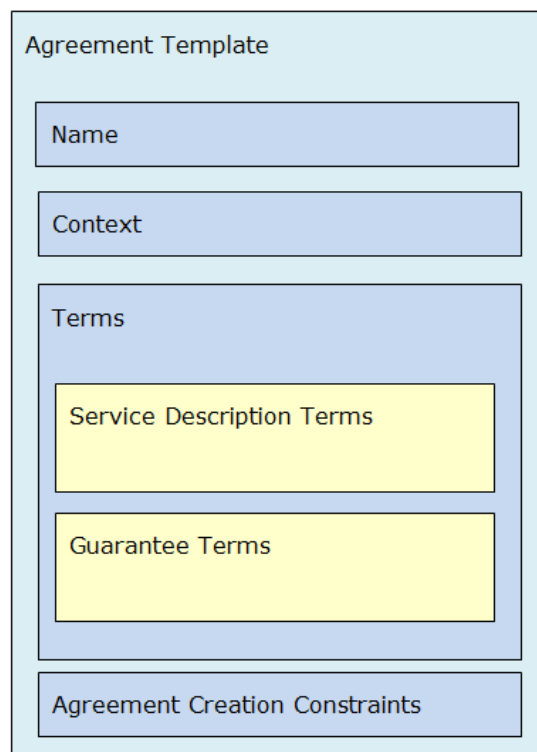 Agreement Template
Name
Context
Terms
Service Description Terms
Guarantee Terms
Agreement Creation Constraints